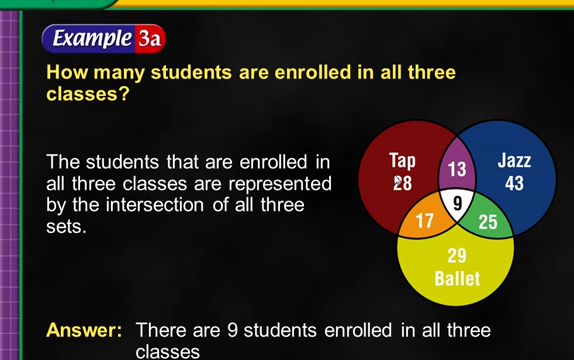 Example 3a
How many students are enrolled in all three
classes?
The students that are enrolled in
all three classes are represented
by the intersection of all three
sets.
Tap
28
13
Jazz
43
9
17
25
29
Ballet
Answer: There are 9 students enrolled in all three
classes